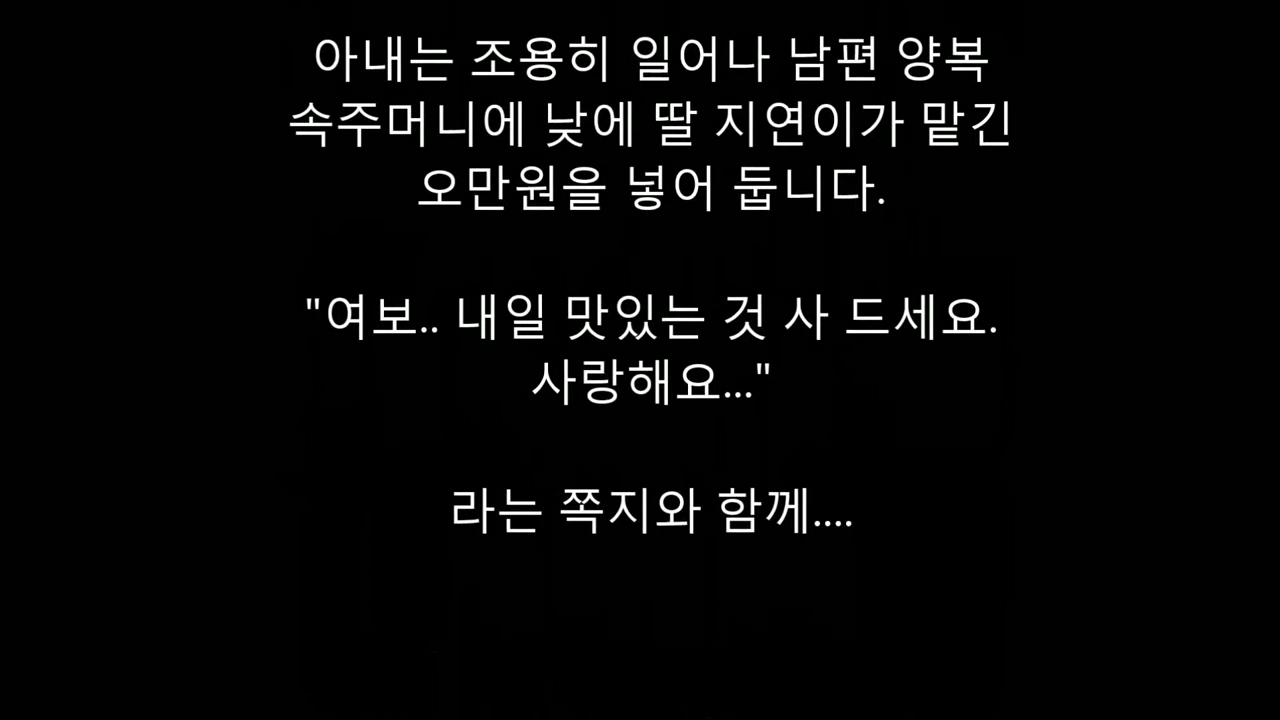 아내는 조용히 일어나 남편 양복
속주머니에 낮에 딸 지연이가 맡긴
오만원을 넣어 둡니다.
"여보.. 내일 맛있는 것 사 드세요.
사랑해요..."
라는 쪽지와 함께....